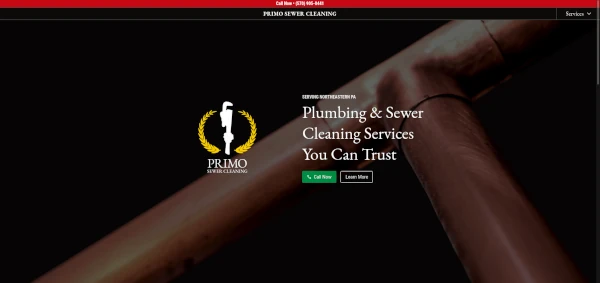 Call Now • (570) 905-8481
PRIMO SEWER CLEANING
Services
SERVING NORTHEASTERN PA
Plumbing & Sewer
Cleaning Services
You Can Trust
PRIMO
SEWER CLEANING
Call Now
Learn More